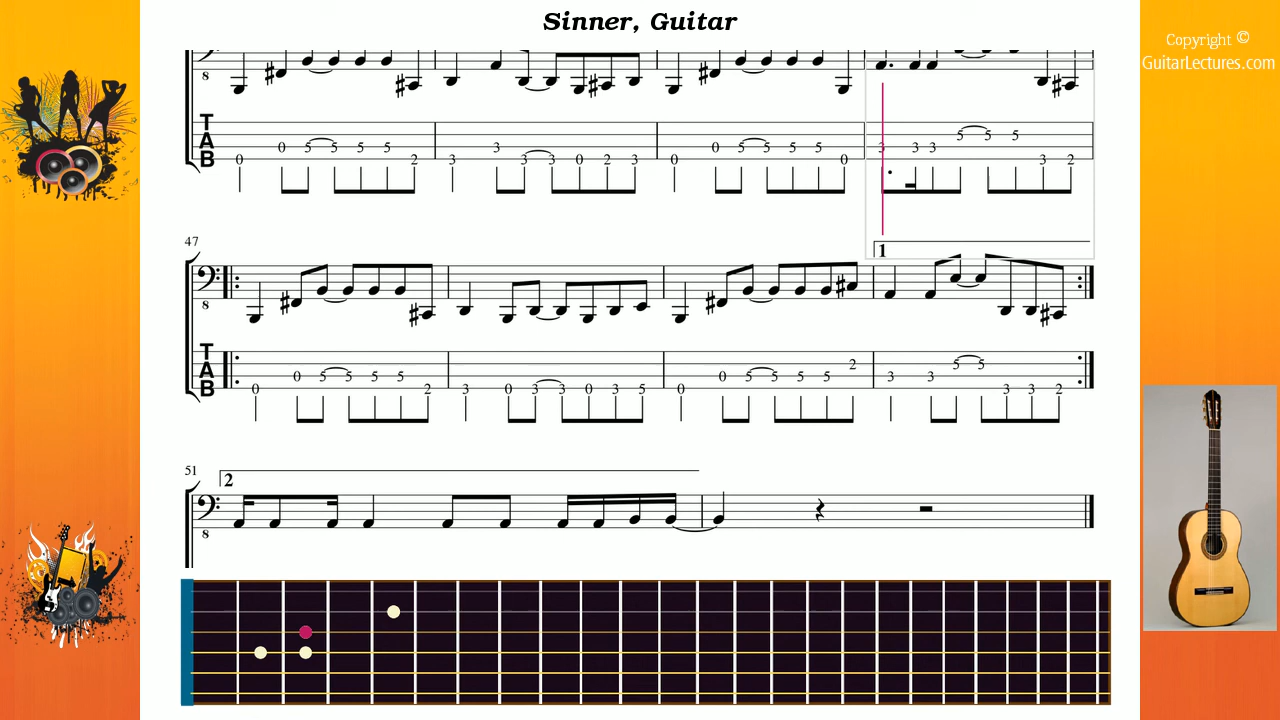 Sinner, Guitar
Copyright ©
GuitarLectures.com
8
T
A
B
0 0 5 5 5 5 2 3 3 3 3 0 2 3 0 0 5 5 5 5 0 3 3 3 5 5 5 3 2
47
1
8
T
A
B
0 0 5 5 5 5 2 3 0 3 3 0 3 5 0 0 5 5 5 5 2 3 3 5 5 3 3 2
51
2
8